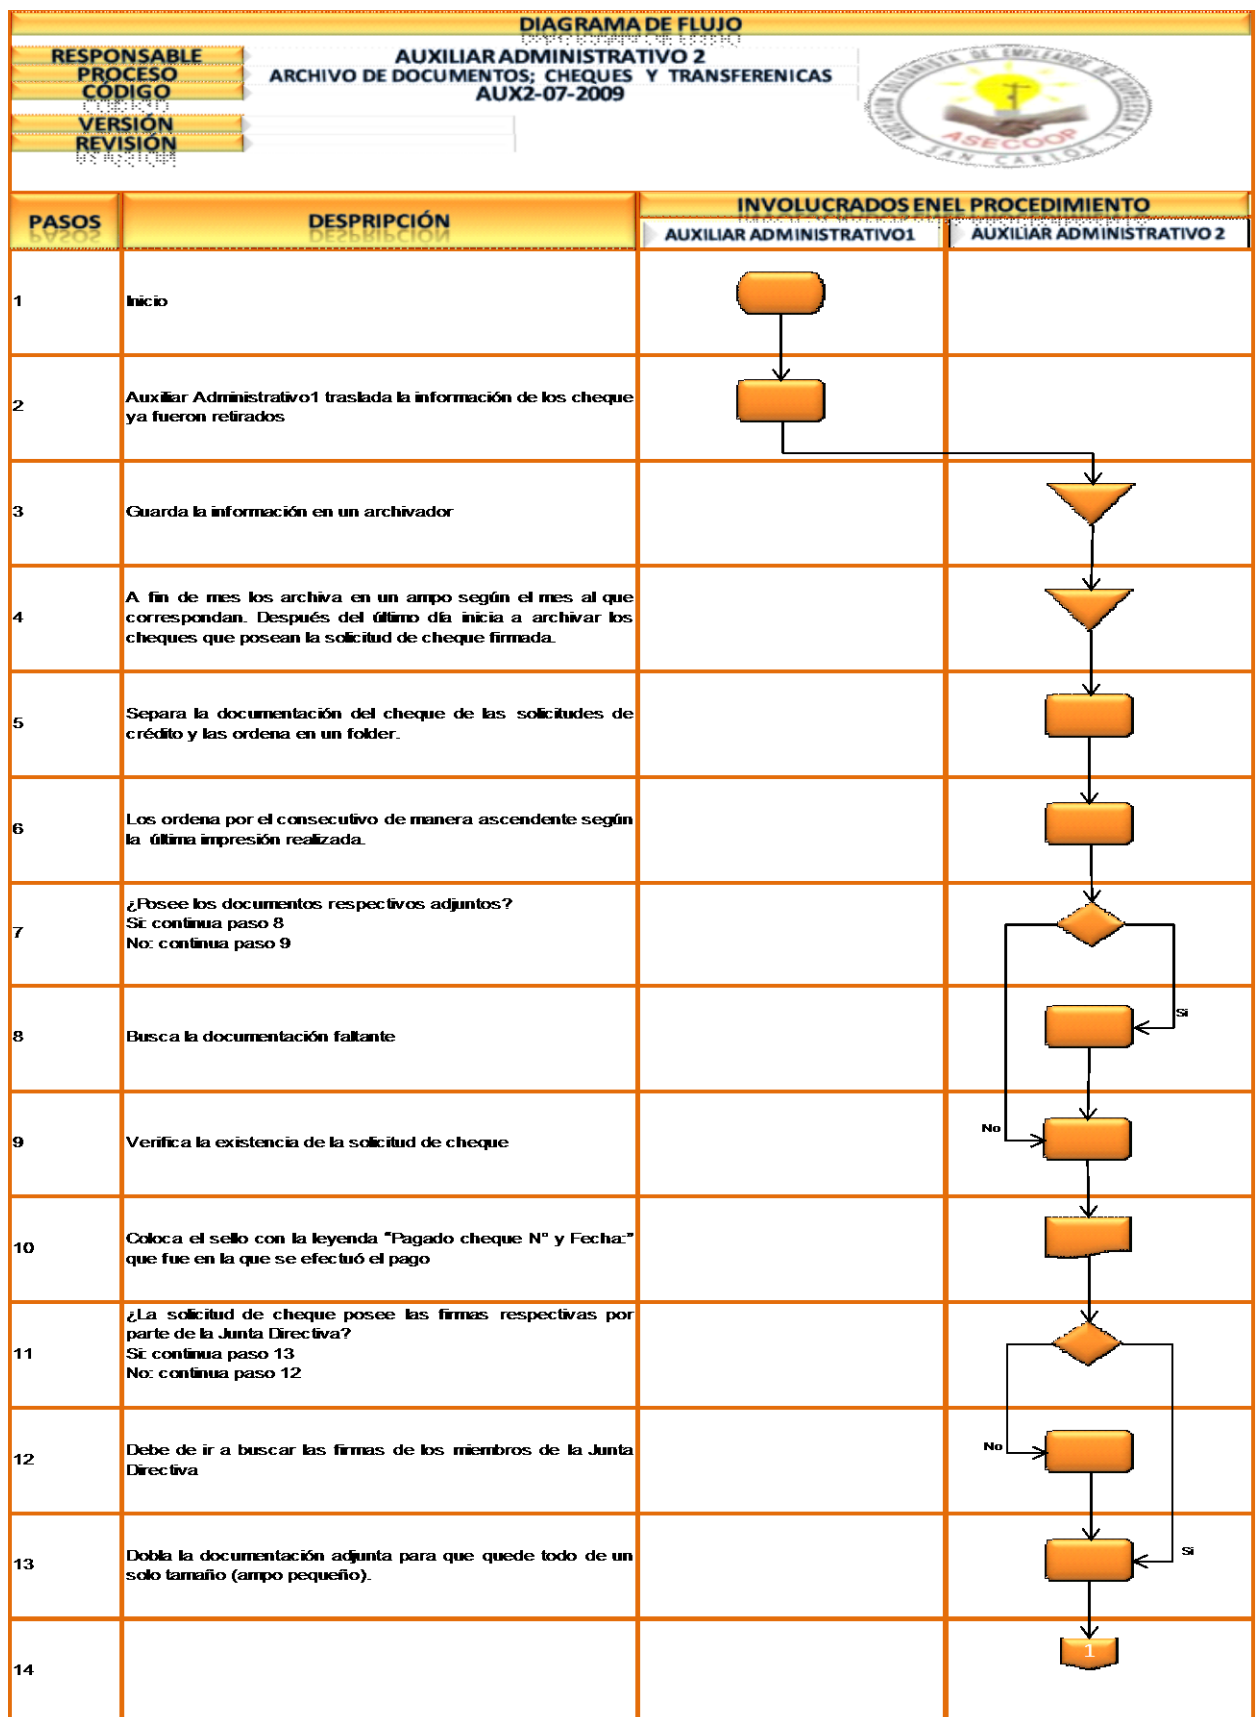 DIAGRAMA DE FLUJO
RESPONSABLE
AUXILIAR ADMINISTRATIVO 2
PROCESO
ARCHIVO DE DOCUMENTOS; CHEQUES Y TRANSFERENICAS
CÓDIGO
AUX2-07-2009
VERSIÓN
REVISIÓN
ASOCIACION SOLIDARISTA DE EMPLEADOS DE COOPELESCA R.L
ASECOOP
SAN CARLOS
PASOS
DESPRIPCIÓN
INVOLUCRADOS ENEL PROCEDIMIENTO
AUXILIAR ADMINISTRATIVO1
AUXILIAR ADMINISTRATIVO 2
1
Inicio
2
Auxiliar Administrativo1 traslada la información de los cheque
ya fueron retirados
3
Guarda la información en un archivador
4
A fin de mes los archiva en un ampo según el mes al que
correspondan. Después del último día inicia a archivar los
cheques que posean la solicitud de cheque firmada.
5
Separa la documentación del cheque de las solicitudes de
crédito y las ordena en un folder.
6
Los ordena por el consecutivo de manera ascendente según
la última impresión realizada.
7
¿Posee los documentos respectivos adjuntos?
Si: continua paso 8
No: continua paso 9
Si
8
Busca la documentación faltante
9
Verifica la existencia de la solicitud de cheque
No
10
Coloca el sello con la leyenda “Pagado cheque N° y Fecha:”
que fue en la que se efectuó el pago
11
¿La solicitud de cheque posee las firmas respectivas por
parte de la Junta Directiva?
Si: continua paso 13
No: continua paso 12
12
Debe de ir a buscar las firmas de los miembros de la Junta
Directiva
No
13
Dobla la documentación adjunta para que quede todo de un
solo tamaño (ampo pequeño).
Si
14
1